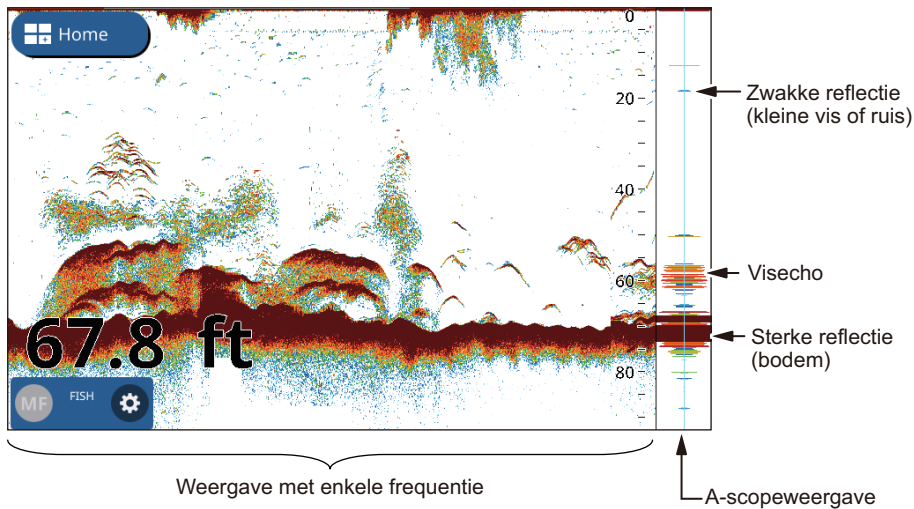 Home
0
20
40
60
80
67.8 ft
MF
FISH
Zwakke reflectie
(kleine vis of ruis)
Visecho
Sterke reflectie
(bodem)
Weergave met enkele frequentie
A-scopeweergave